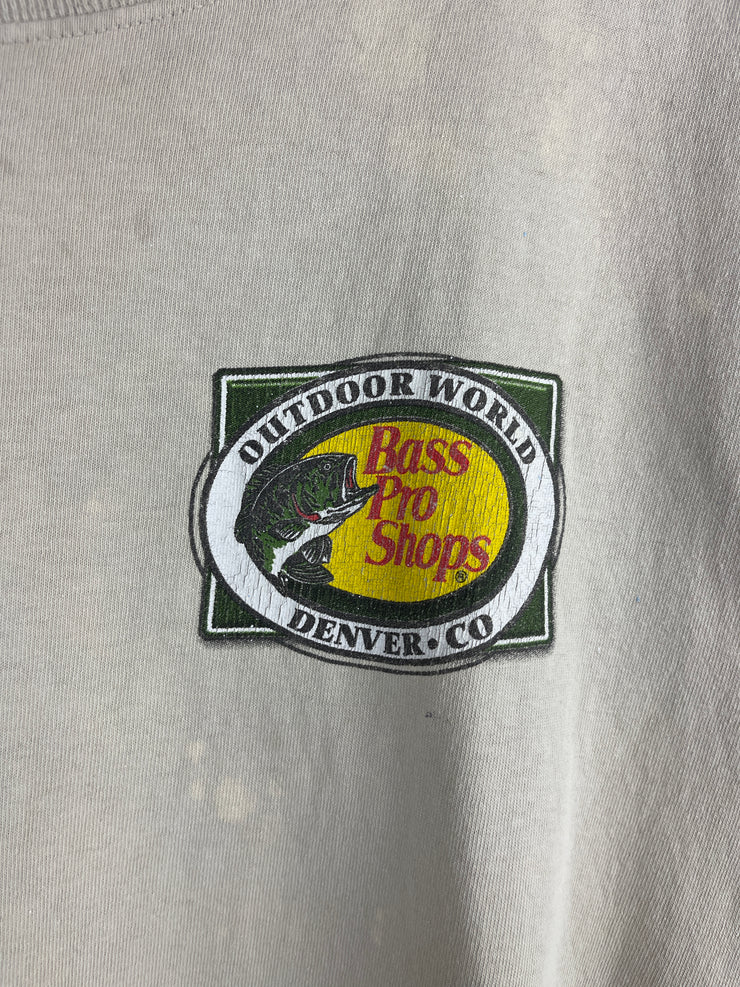 OUTDOOR WORLD
Bass
Pro
Shops®
DENVER • CO